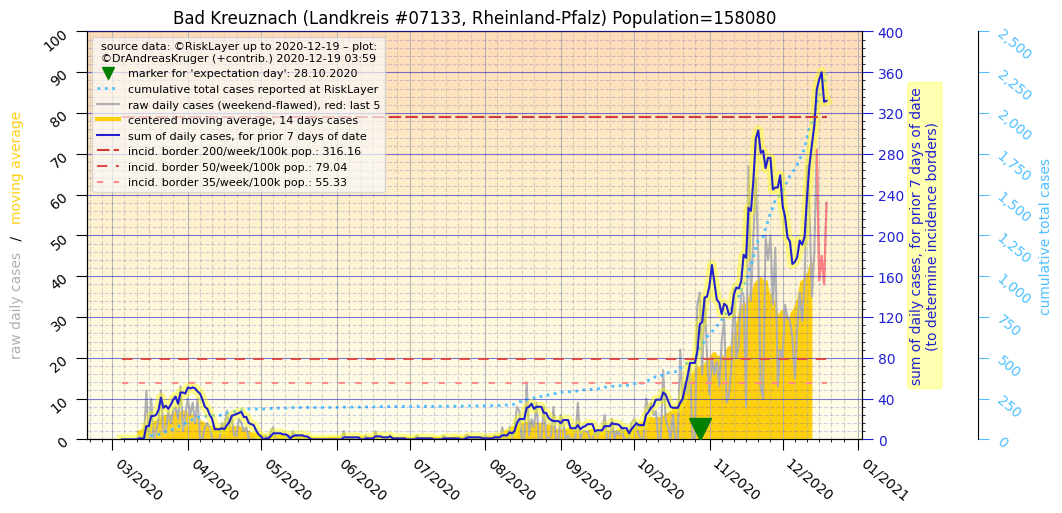 Bad Kreuznach (Landkreis #07133, Rheinland-Pfalz) Population=158080
source data: ©RiskLayer up to 2020-12-19 – plot:
©DrAndreasKruger (+contrib.) 2020-12-19 03:59
marker for 'expectation day': 28.10.2020
cumulative total cases reported at RiskLayer
raw daily cases (weekend-flawed), red: last 5
centered moving average, 14 days cases
sum of daily cases, for prior 7 days of date
incid. border 200/week/100k pop.: 316.16
incid. border 50/week/100k pop.: 79.04
incid. border 35/week/100k pop.: 55.33
raw daily cases / moving average
100
90
80
70
60
50
40
30
20
10
0
400
360
320
280
240
200
160
120
80
40
0
sum of daily cases, for prior 7 days of date
(to determine incidence borders)
2,500
2,250
2,000
1,750
1,500
1,250
1,000
750
500
250
0
cumulative total cases
03/2020
04/2020
05/2020
06/2020
07/2020
08/2020
09/2020
10/2020
11/2020
12/2020
01/2021